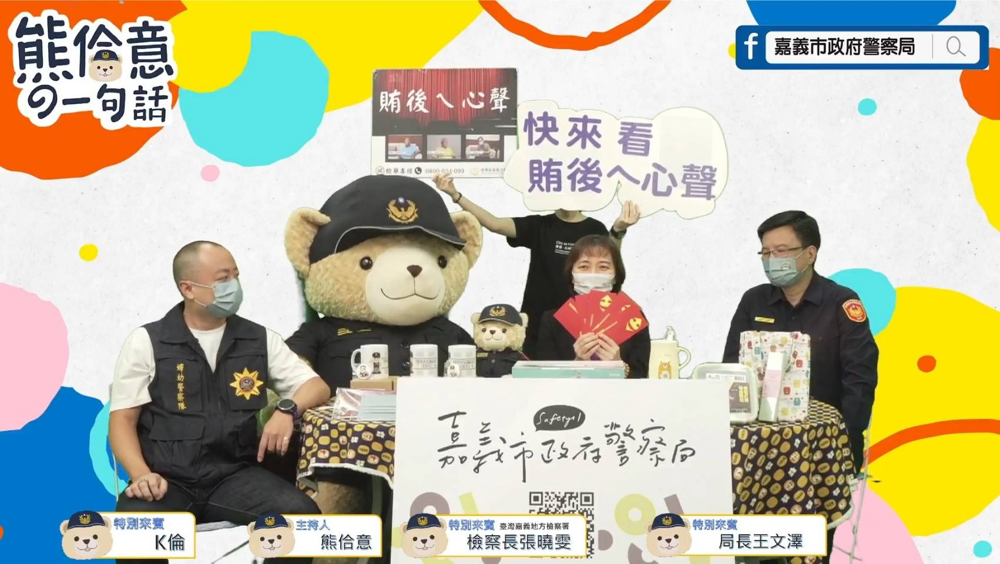 熊佮意
の一句話
嘉義市政府警察局
賄後ㄟ心聲
檢舉專線 0800-024-099
快來看
賄後ㄟ心聲
婦幼警察隊
Safety+1
嘉義市政府警察局
特別來賓
K倫
主持人
熊佮意
特別來賓 臺灣嘉義地方檢察署
檢察長張曉雯
特別來賓
局長王文澤